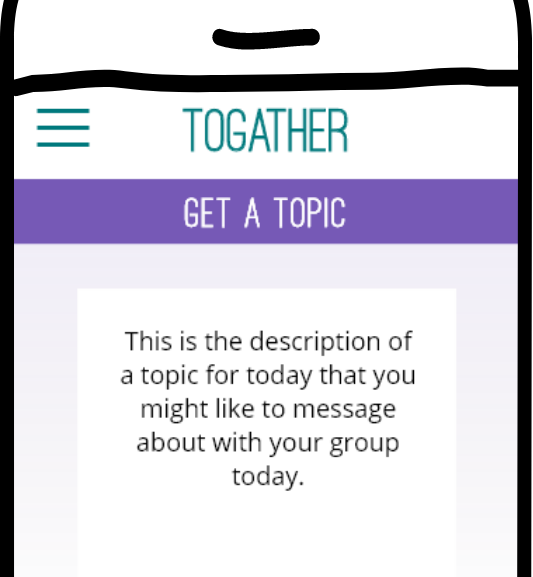 TOGATHER
GET A TOPIC
This is the description of
a topic for today that you
might like to message
about with your group
today.